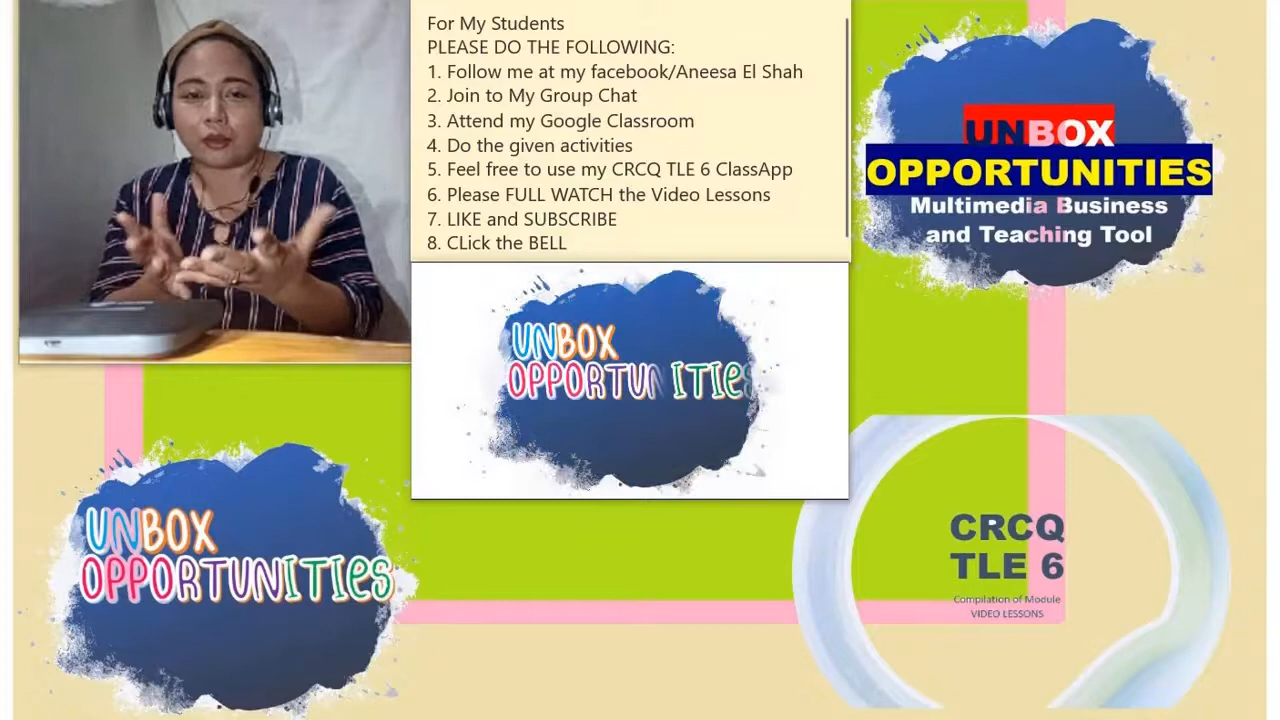 For My Students
PLEASE DO THE FOLLOWING:
1. Follow me at my facebook/Aneesa El Shah
2. Join to My Group Chat
3. Attend my Google Classroom
4. Do the given activities
5. Feel free to use my CRCQ TLE 6 ClassApp
6. Please FULL WATCH the Video Lessons
7. LIKE and SUBSCRIBE
8. CLick the BELL
UNBOX
OPPORTUNITIES
Multimedia Business
and Teaching Tool
UNBOX
OPPORTUNITIes
UNBOX
OPPORTUNITIes
CRCQ
TLE 6
Compilation of Module
VIDEO LESSONS